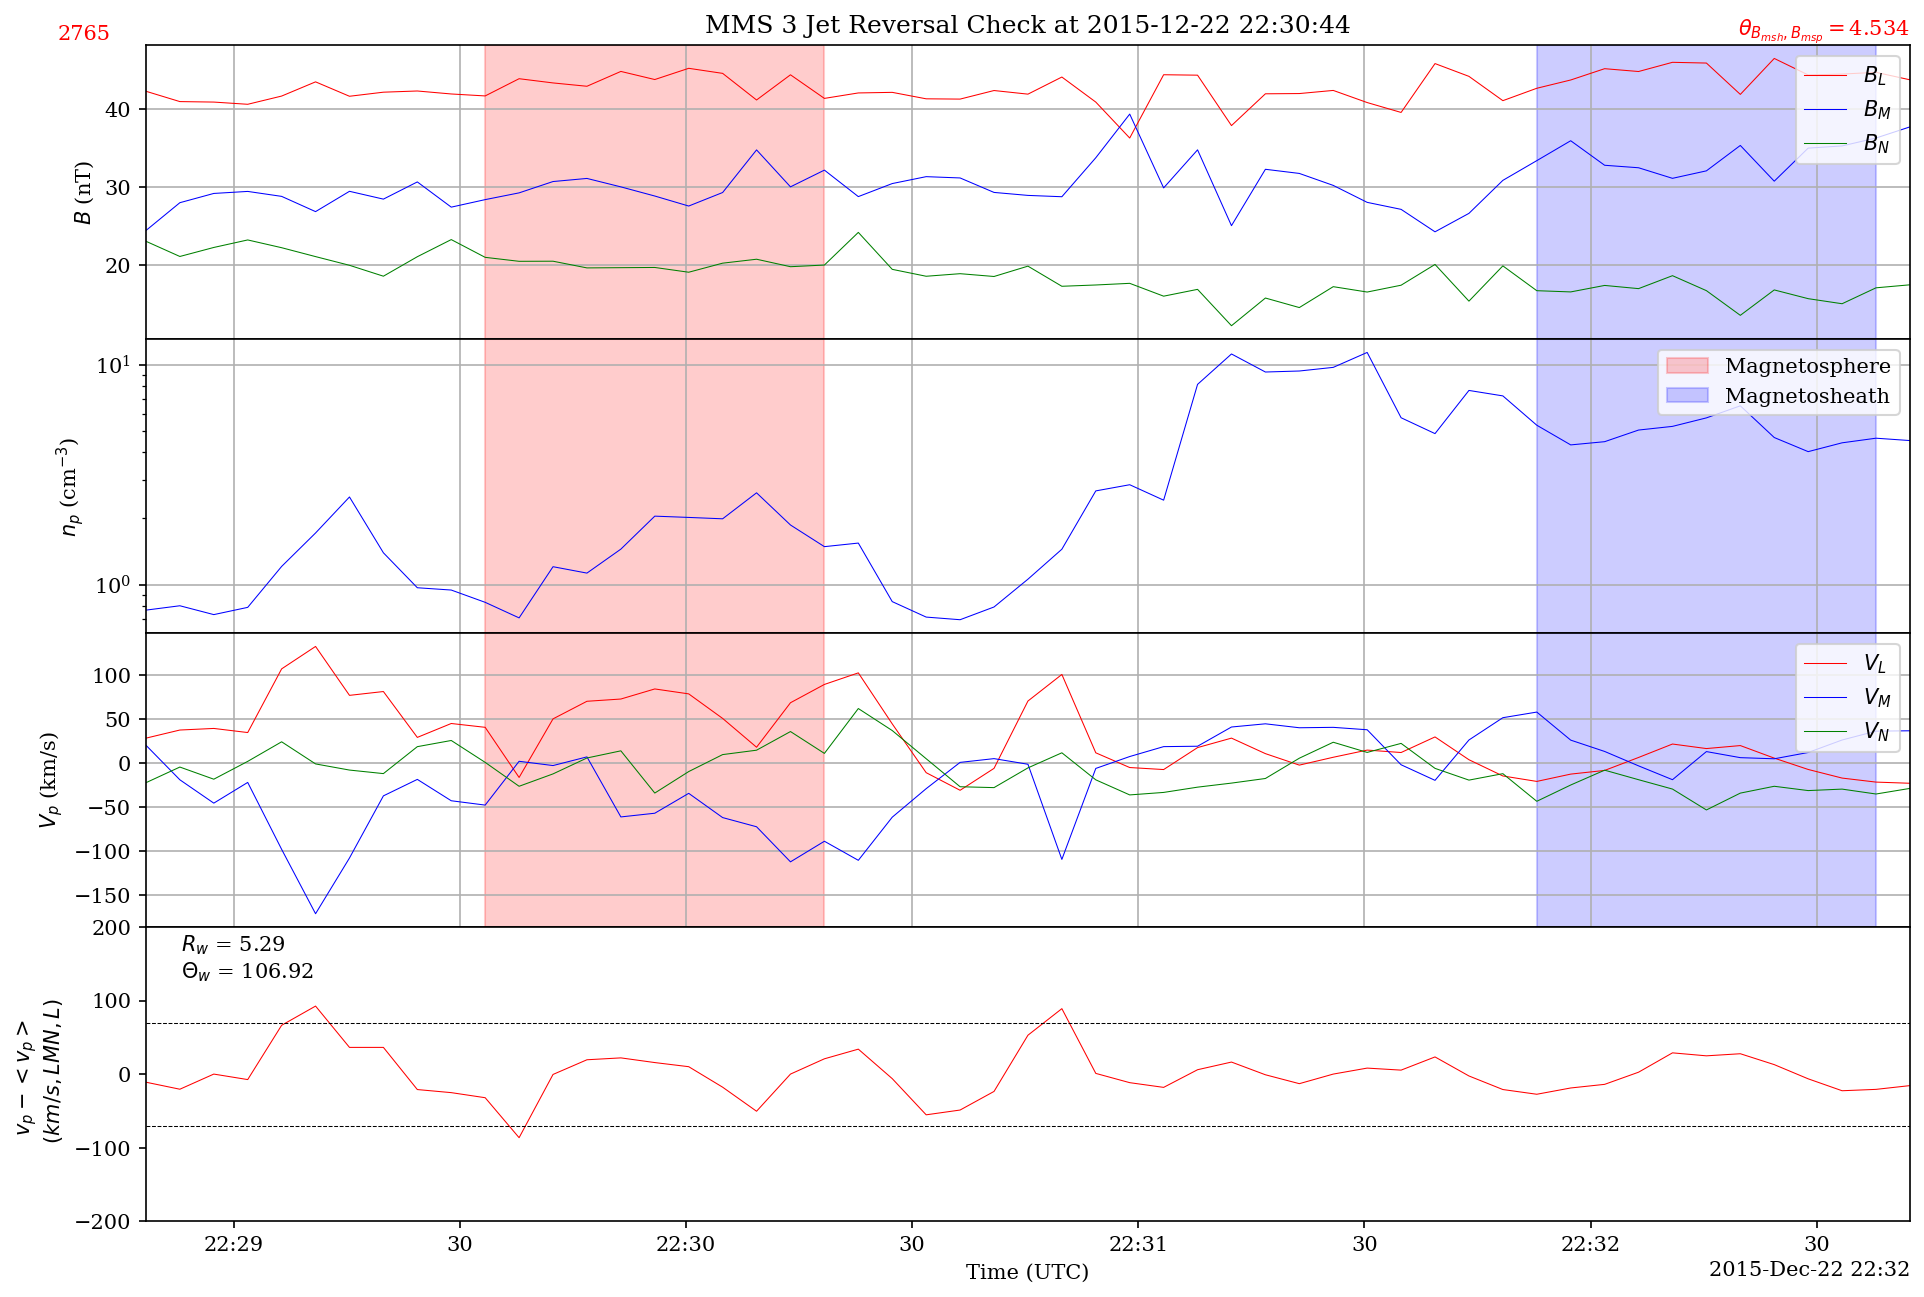 MMS 3 Jet Reversal Check at 2015-12-22 22:30:44
2765
θ_{B_{msh}, B_{msp}} = 4.534
B (nT)
40
30
20
B_L
B_M
B_N
n_p (cm^{-3})
10^1
10^0
Magnetosphere
Magnetosheath
V_p (km/s)
100
50
0
−50
−100
−150
V_L
V_M
V_N
v_p − < v_p >
(km/s, LMN, L)
200
100
0
−100
−200
R_w = 5.29
Θ_w = 106.92
22:29 30 22:30 30 22:31 30 22:32 30
Time (UTC)
2015-Dec-22 22:32